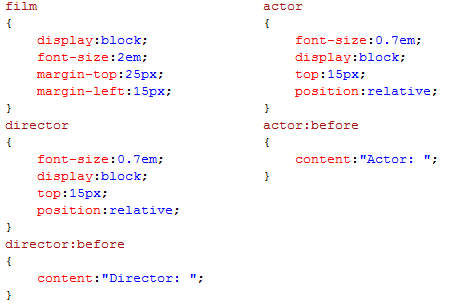 film
{
display:block;
font-size:2em;
margin-top:25px;
margin-left:15px;
}
director
{
font-size:0.7em;
display:block;
top:15px;
position:relative;
}
director:before
{
content:"Director: ";
}
actor
{
font-size:0.7em;
display:block;
top:15px;
position:relative;
}
actor:before
{
content:"Actor: ";
}